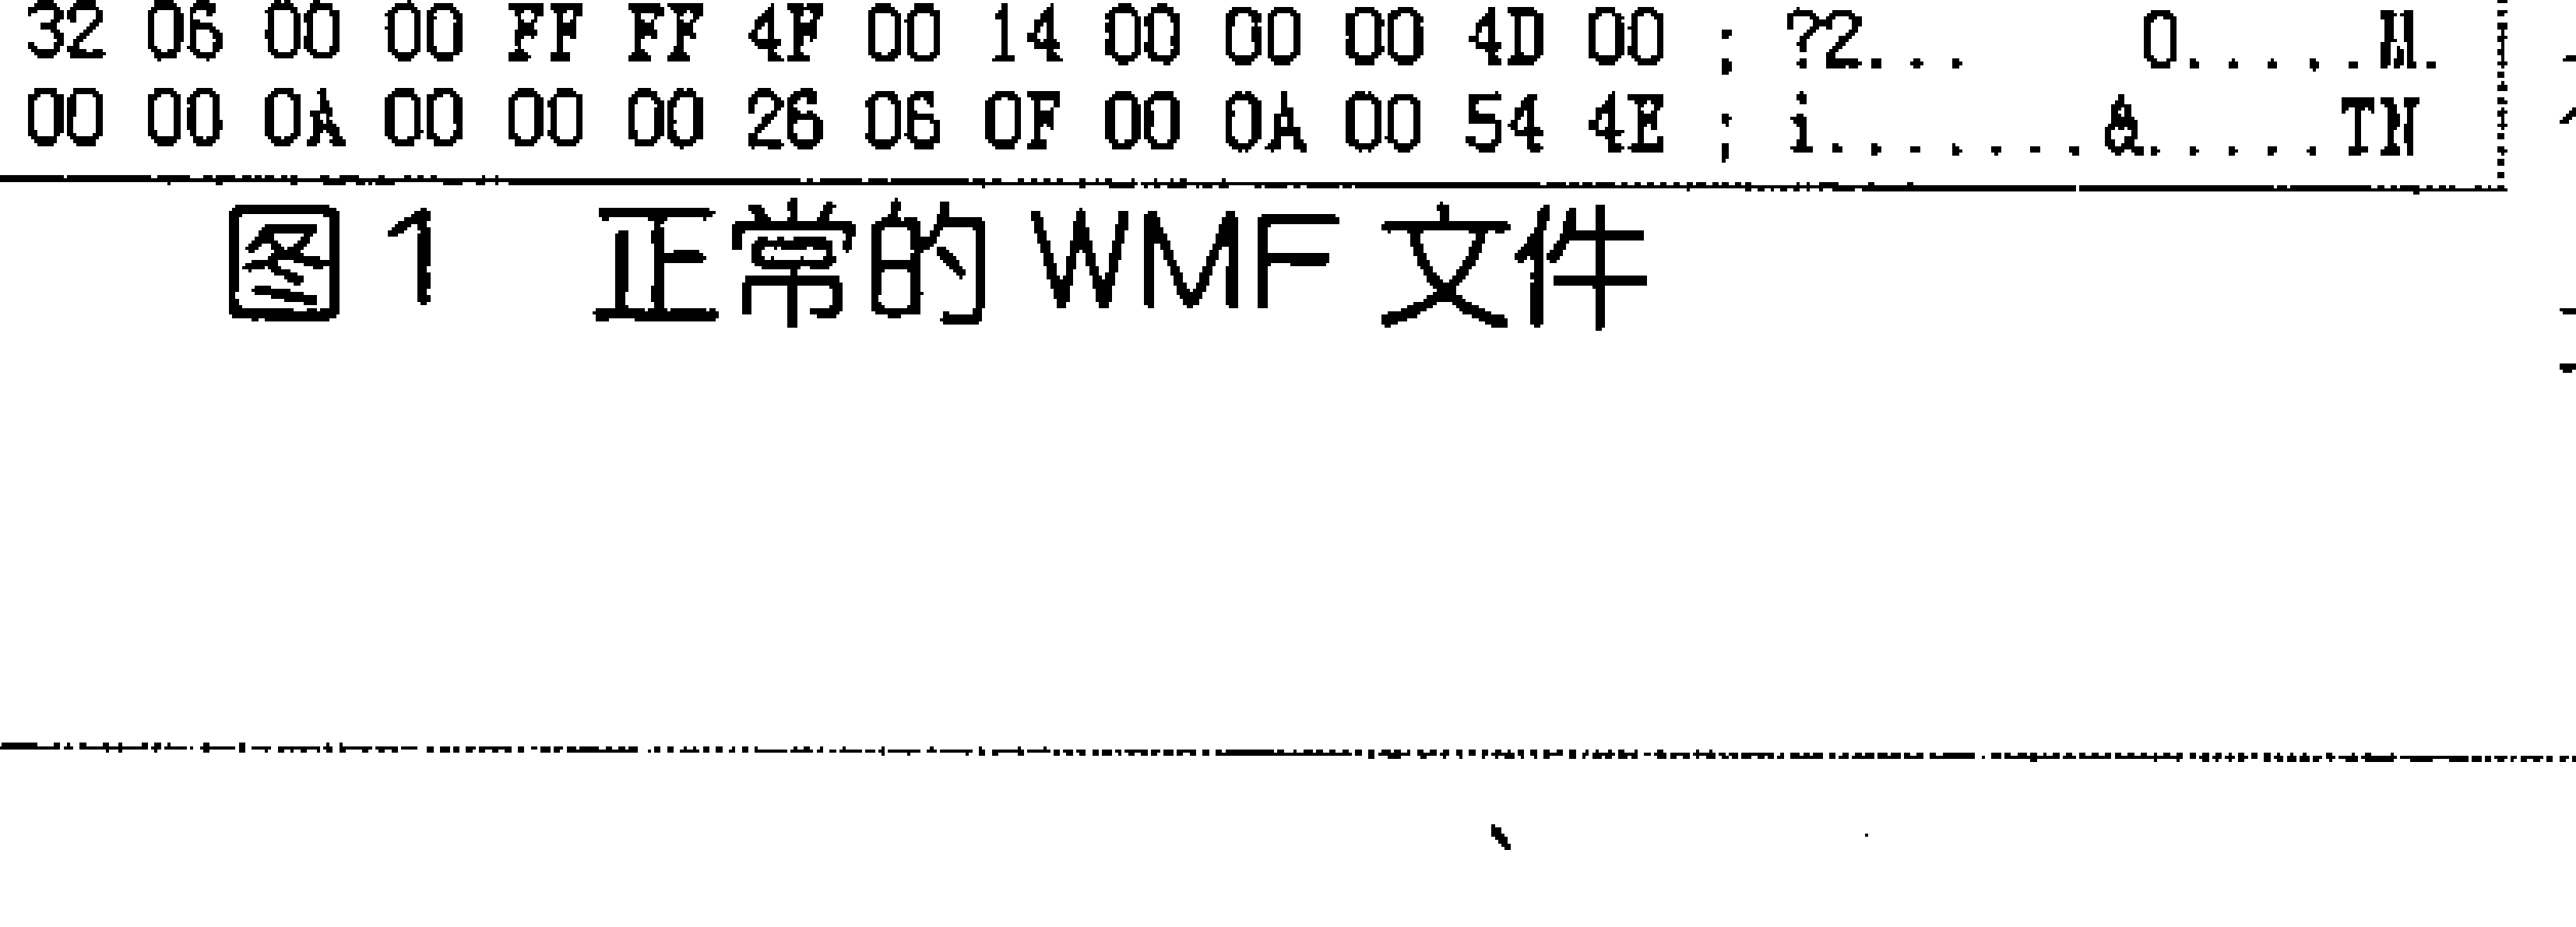 32 06 00 00 FF FF 4F 00 14 00 00 00 4D 00 ; ?2... O.....M.
00 00 0A 00 00 00 26 06 0F 00 0A 00 54 4E ; i.......&.....TN
图1 正常的 WMF 文件